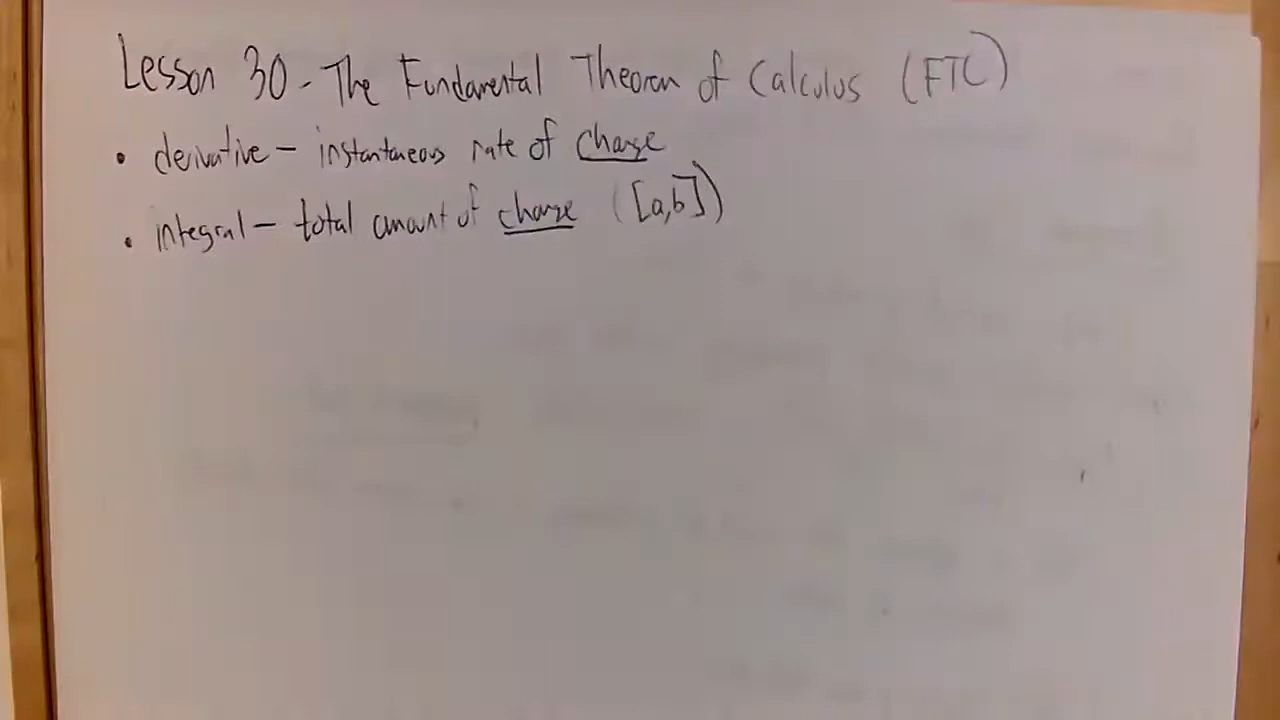 Lesson 30 - The Fundamental Theorem of Calculus (FTC)
• derivative - instantaneous rate of change
• integral - total amount of change ([a,b])